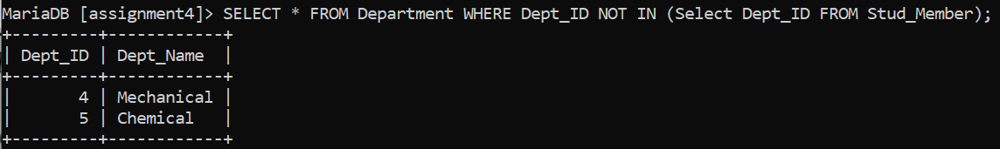 MariaDB [assignment4]> SELECT * FROM Department WHERE Dept_ID NOT IN (Select Dept_ID FROM Stud_Member);
+---------+------------+
| Dept_ID | Dept_Name  |
+---------+------------+
|       4 | Mechanical |
|       5 | Chemical   |
+---------+------------+